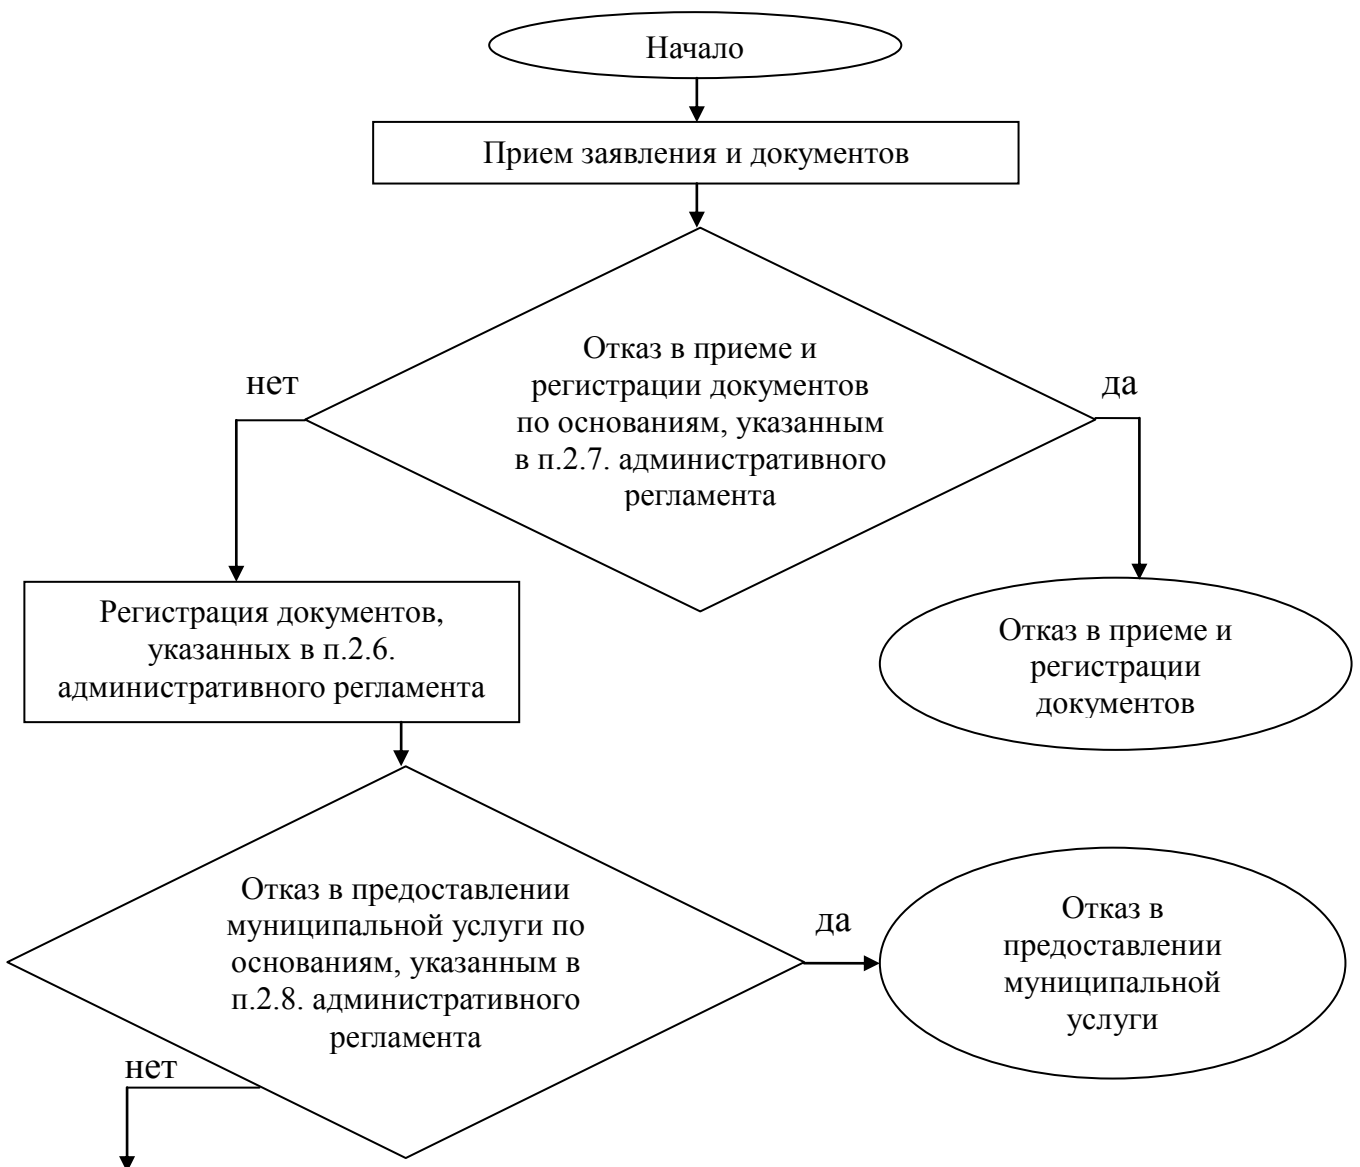 Начало
Прием заявления и документов
Отказ в приеме и
регистрации документов
по основаниям, указанным
в п.2.7. административного
регламента
нет
да
Регистрация документов,
указанных в п.2.6.
административного регламента
Отказ в приеме и
регистрации
документов
Отказ в предоставлении
муниципальной услуги по
основаниям, указанным в
п.2.8. административного
регламента
да
Отказ в
предоставлении
муниципальной
услуги
нет